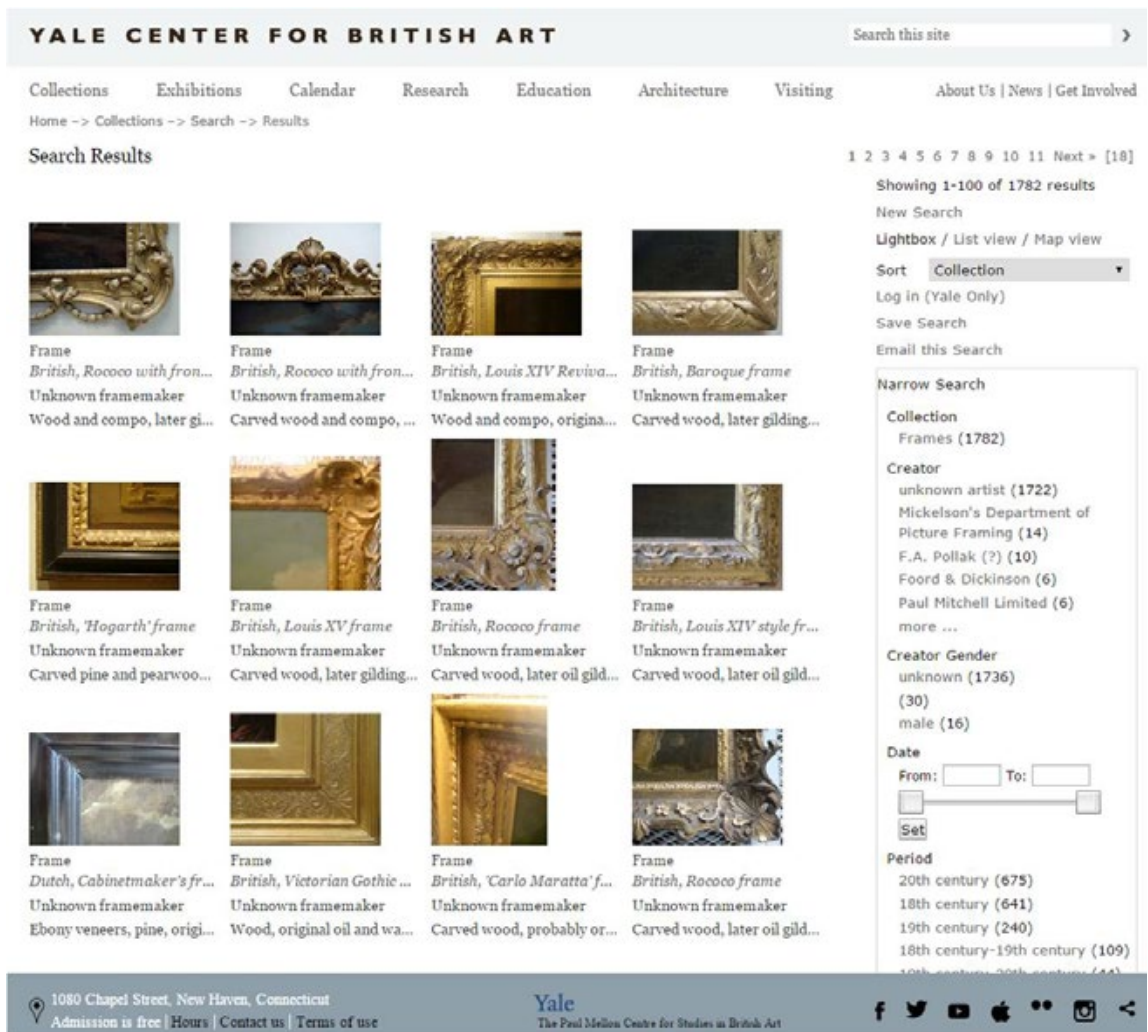 YALE CENTER FOR BRITISH ART
Search this site
Collections Exhibitions Calendar Research Education Architecture Visiting About Us | News | Get Involved
Home -> Collections -> Search -> Results
Search Results
1 2 3 4 5 6 7 8 9 10 11 Next » [18]
Showing 1-100 of 1782 results
New Search
Lightbox / List view / Map view
Sort Collection
Log in (Yale Only)
Save Search
Email this Search
Frame
British, Rococo with fron...
Unknown framemaker
Wood and compo, later gi...
Frame
British, Rococo with fron...
Unknown framemaker
Carved wood and compo, ...
Frame
British, Louis XIV Reviva...
Unknown framemaker
Wood and compo, origina...
Frame
British, Baroque frame
Unknown framemaker
Carved wood, later gilding...
Frame
British, 'Hogarth' frame
Unknown framemaker
Carved pine and pearwoo...
Frame
British, Louis XV frame
Unknown framemaker
Carved wood, later gilding...
Frame
British, Rococo frame
Unknown framemaker
Carved wood, later oil gild...
Frame
British, Louis XIV style fr...
Unknown framemaker
Carved wood, later oil gild...
Frame
Dutch, Cabinetmaker's fr...
Unknown framemaker
Ebony veneers, pine, origi...
Frame
British, Victorian Gothic ...
Unknown framemaker
Wood, original oil and wa...
Frame
British, 'Carlo Maratta' f...
Unknown framemaker
Carved wood, probably or...
Frame
British, Rococo frame
Unknown framemaker
Carved wood, later oil gild...
Narrow Search
Collection
Frames (1782)
Creator
unknown artist (1722)
Mickelson's Department of
Picture Framing (14)
F.A. Pollak (?) (10)
Foord & Dickinson (6)
Paul Mitchell Limited (6)
more ...
Creator Gender
unknown (1736)
(30)
male (16)
Date
From: To:
Set
Period
20th century (675)
18th century (641)
19th century (240)
18th century-19th century (109)
1080 Chapel Street, New Haven, Connecticut
Admission is free | Hours | Contact us | Terms of use
Yale
The Paul Mellon Centre for Studies in British Art